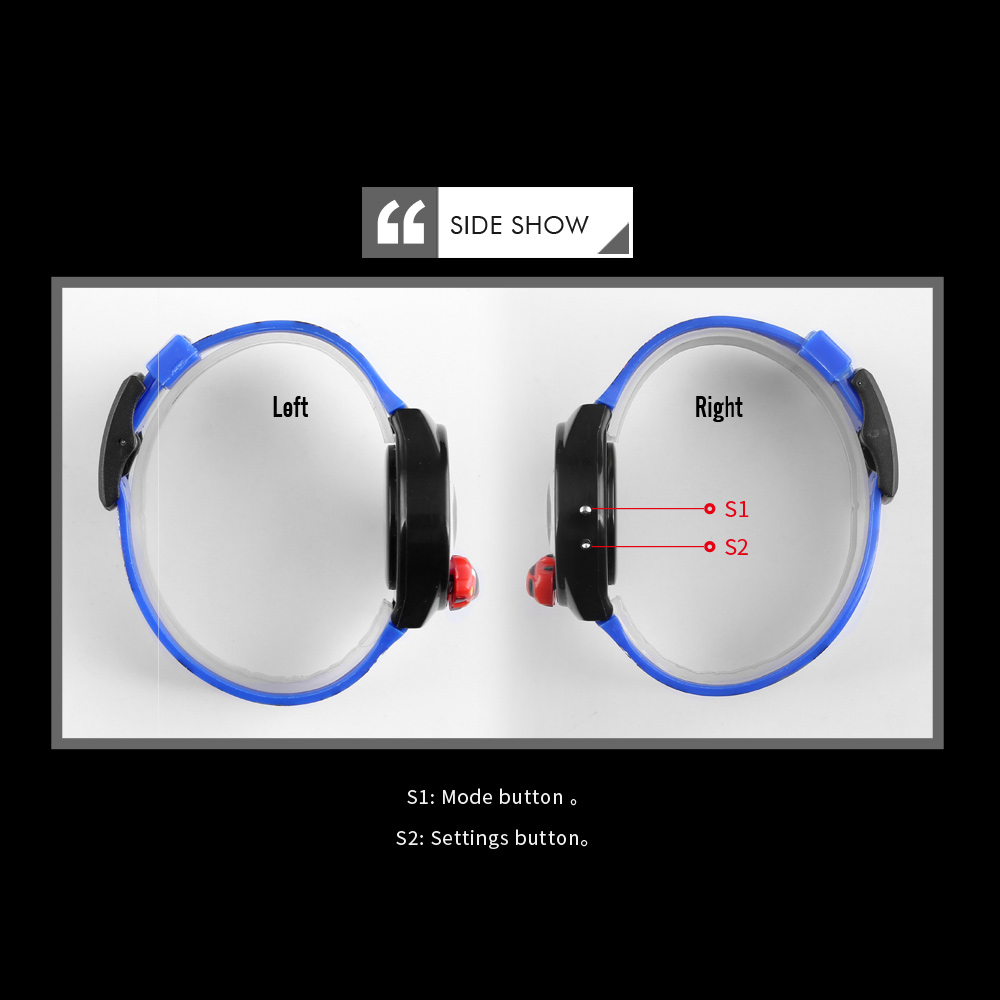 SIDE SHOW
Left
Right
S1
S2
S1: Mode button 。
S2: Settings button。